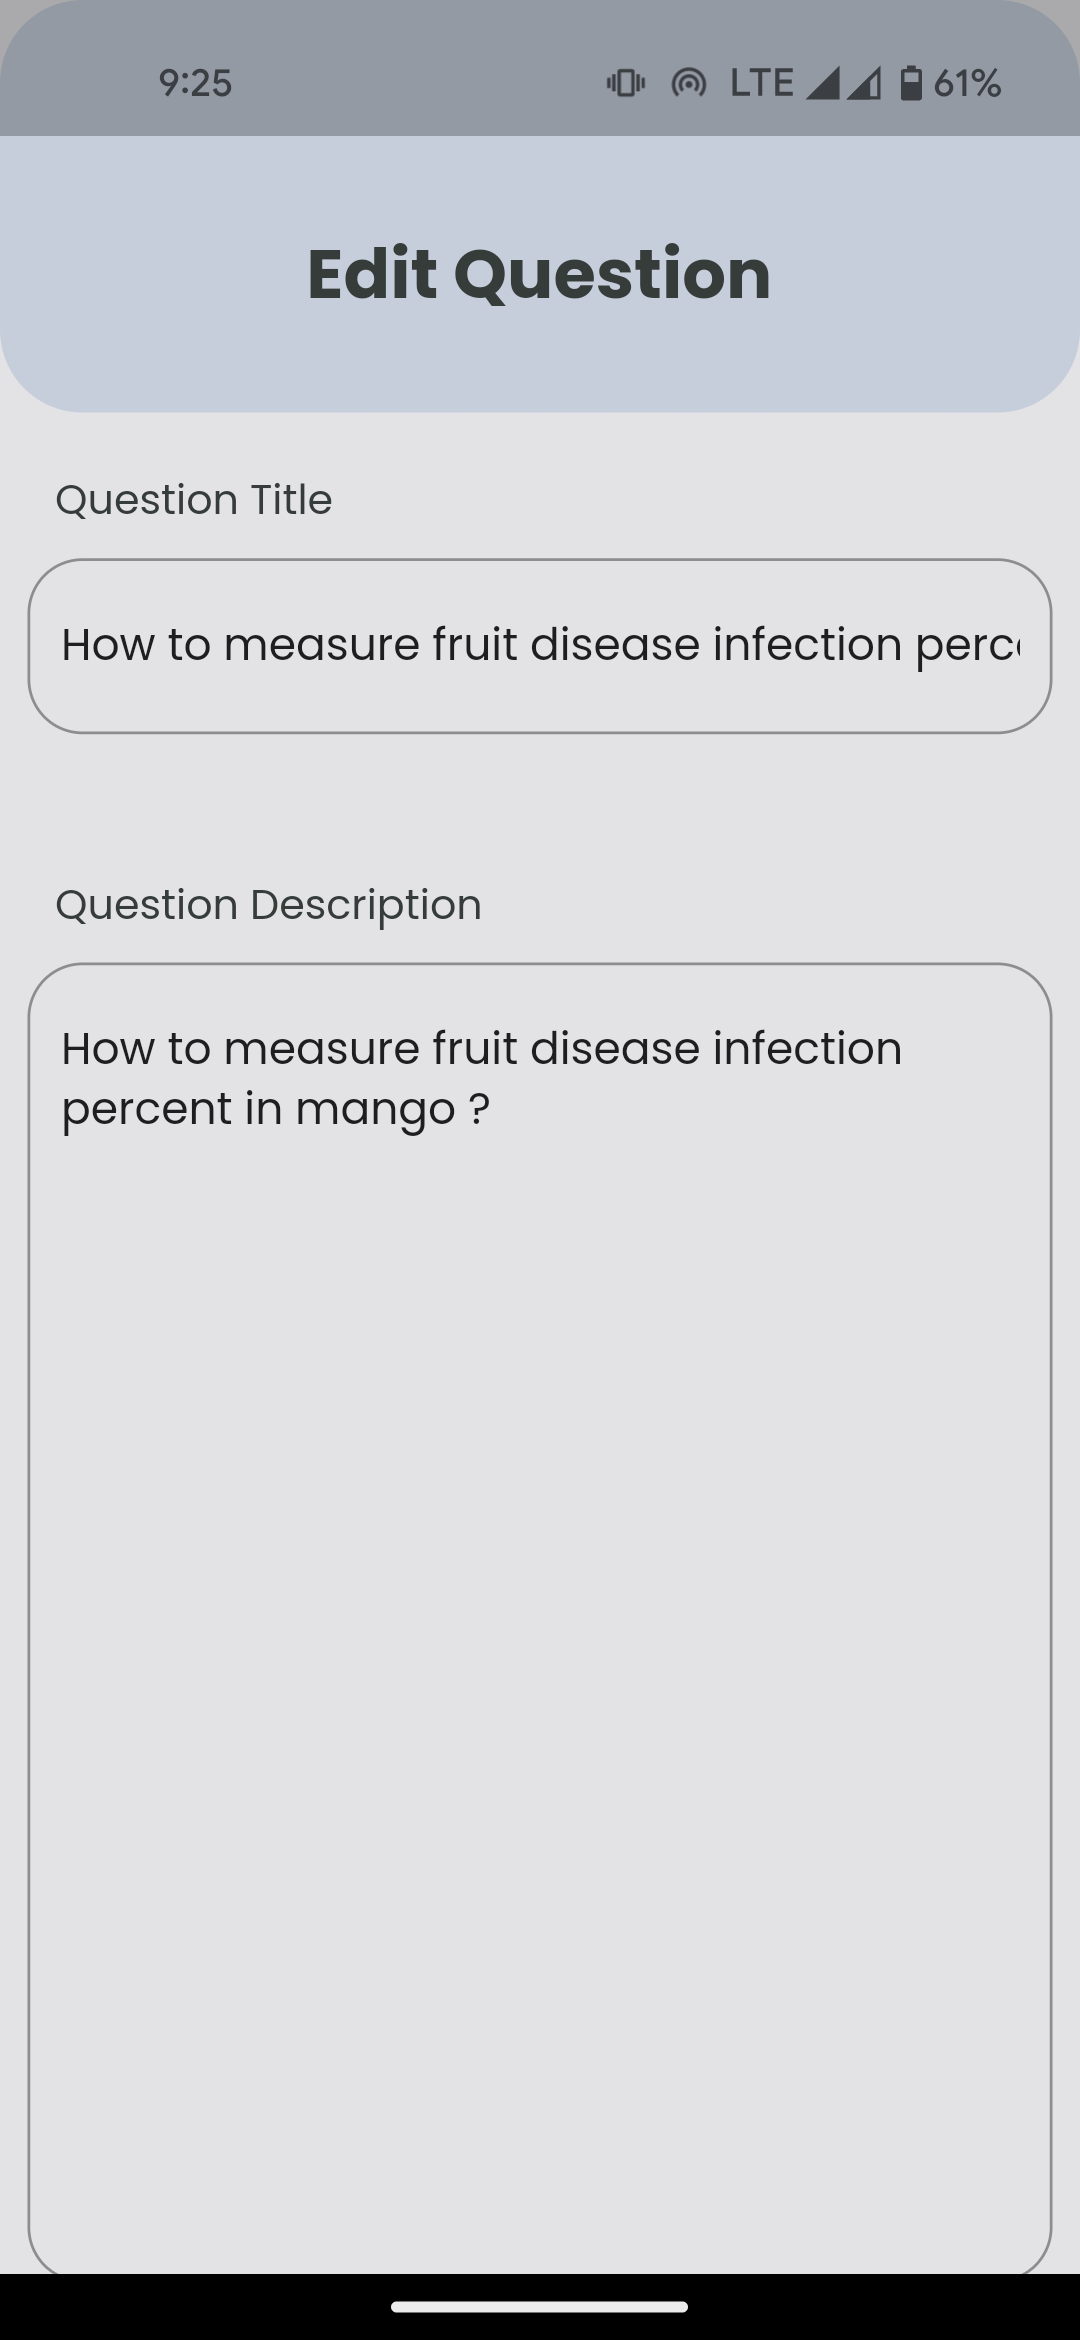 9:25 LTE 61%
Edit Question
Question Title
How to measure fruit disease infection
Question Description
How to measure fruit disease infection
percent in mango ?